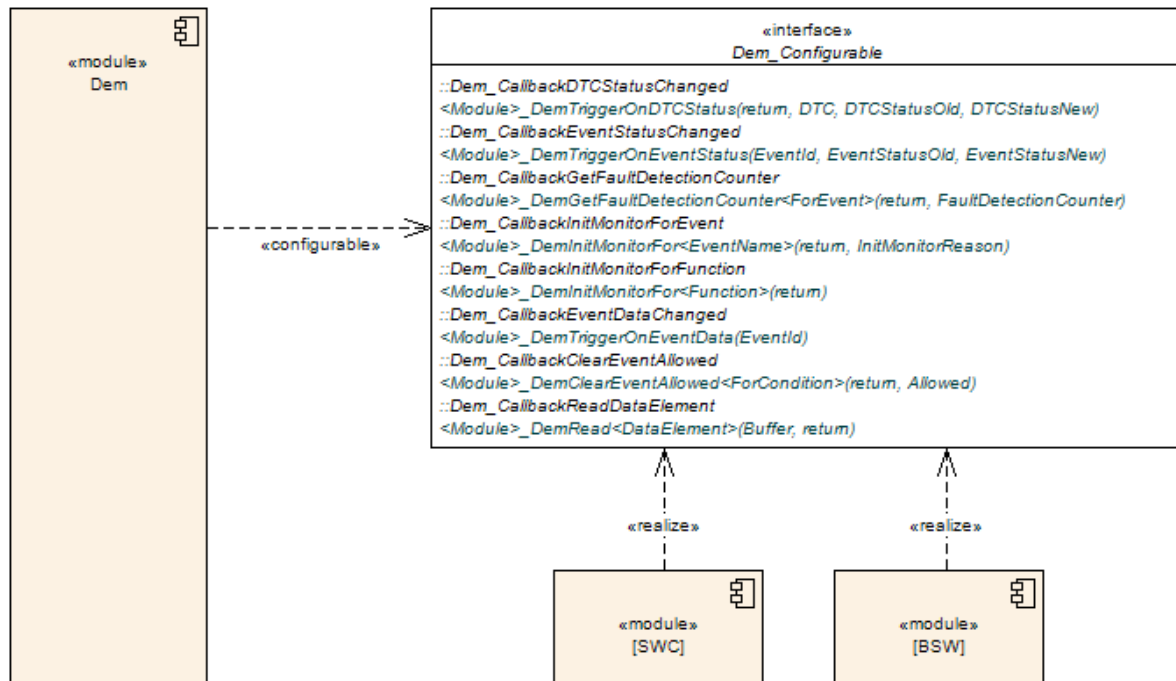 «module»
Dem
«interface»
Dem_Configurable
::Dem_CallbackDTCStatusChanged
<Module>_DemTriggerOnDTCStatus(return, DTC, DTCStatusOld, DTCStatusNew)
::Dem_CallbackEventStatusChanged
<Module>_DemTriggerOnEventStatus(EventId, EventStatusOld, EventStatusNew)
::Dem_CallbackGetFaultDetectionCounter
<Module>_DemGetFaultDetectionCounter<ForEvent>(return, FaultDetectionCounter)
::Dem_CallbackInitMonitorForEvent
<Module>_DemInitMonitorFor<EventName>(return, InitMonitorReason)
::Dem_CallbackInitMonitorForFunction
<Module>_DemInitMonitorFor<Function>(return)
::Dem_CallbackEventDataChanged
<Module>_DemTriggerOnEventData(EventId)
::Dem_CallbackClearEventAllowed
<Module>_DemClearEventAllowed<ForCondition>(return, Allowed)
::Dem_CallbackReadDataElement
<Module>_DemRead<DataElement>(Buffer, return)
«configurable»
«realize»
«realize»
«module»
[SWC]
«module»
[BSW]